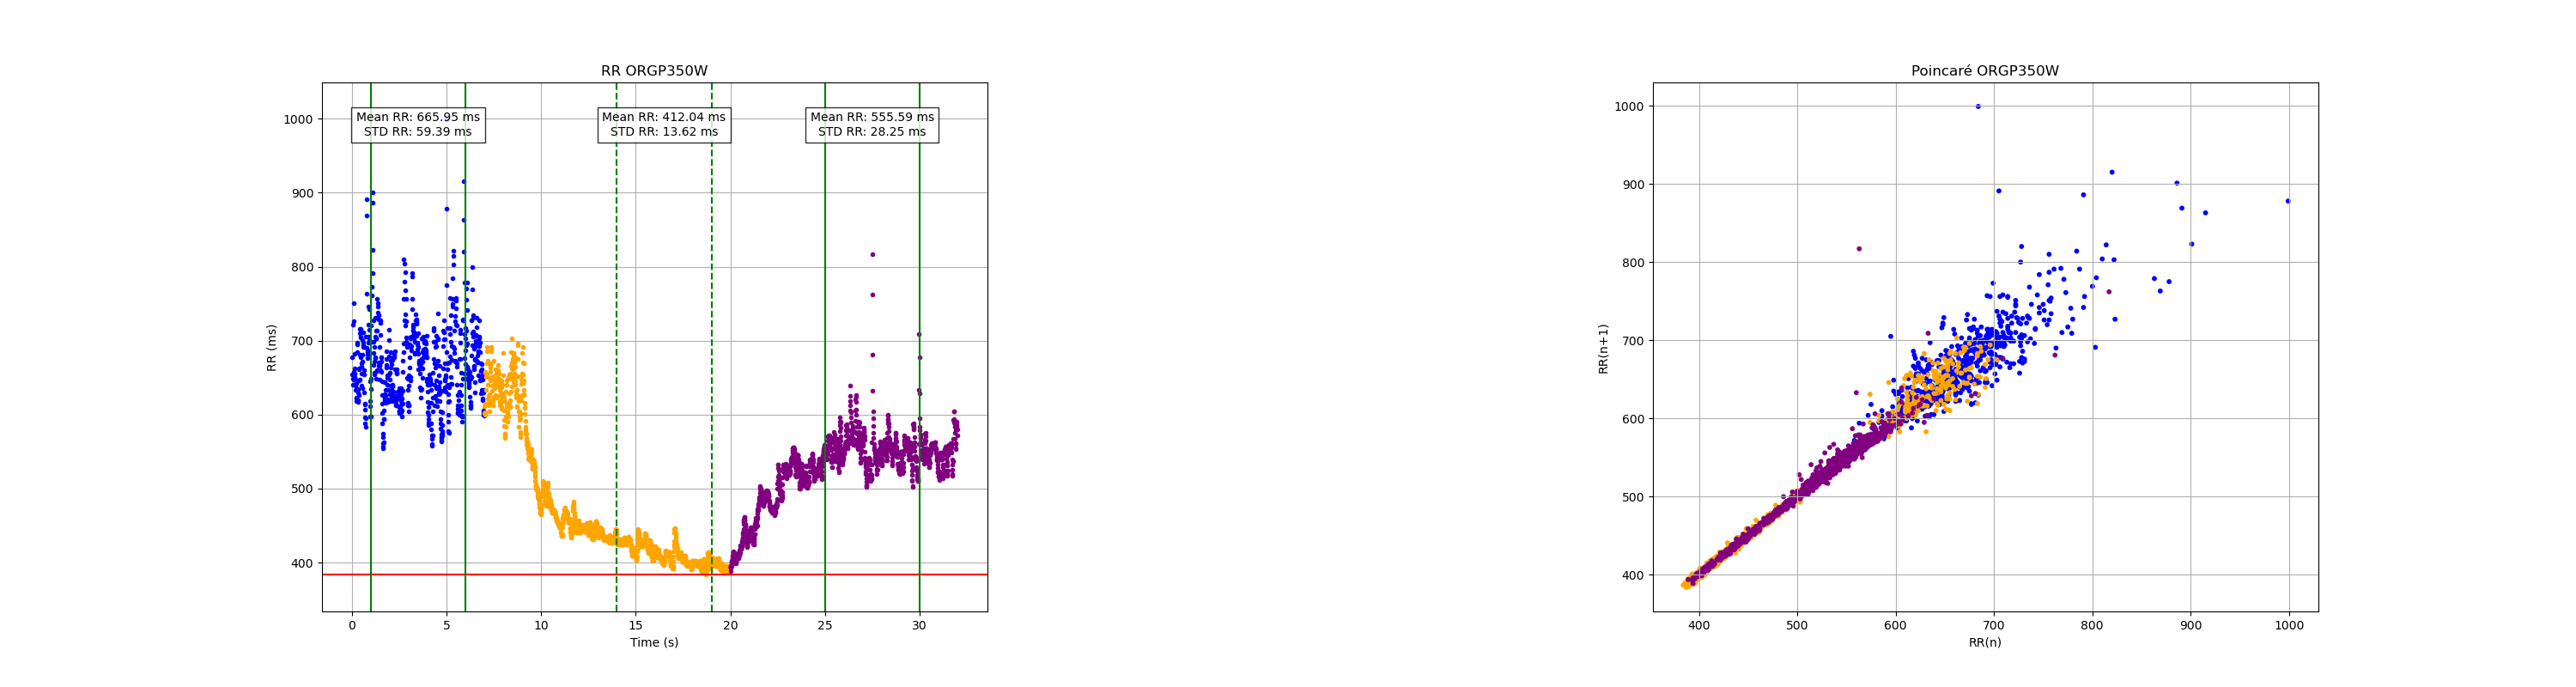 RR ORGP350W
Mean RR: 665.95 ms
STD RR: 59.39 ms
Mean RR: 412.04 ms
STD RR: 13.62 ms
Mean RR: 555.59 ms
STD RR: 28.25 ms
RR (ms)
1000
900
800
700
600
500
400
0 5 10 15 20 25 30
Time (s)
Poincaré ORGP350W
RR(n+1)
1000
900
800
700
600
500
400
400 500 600 700 800 900 1000
RR(n)